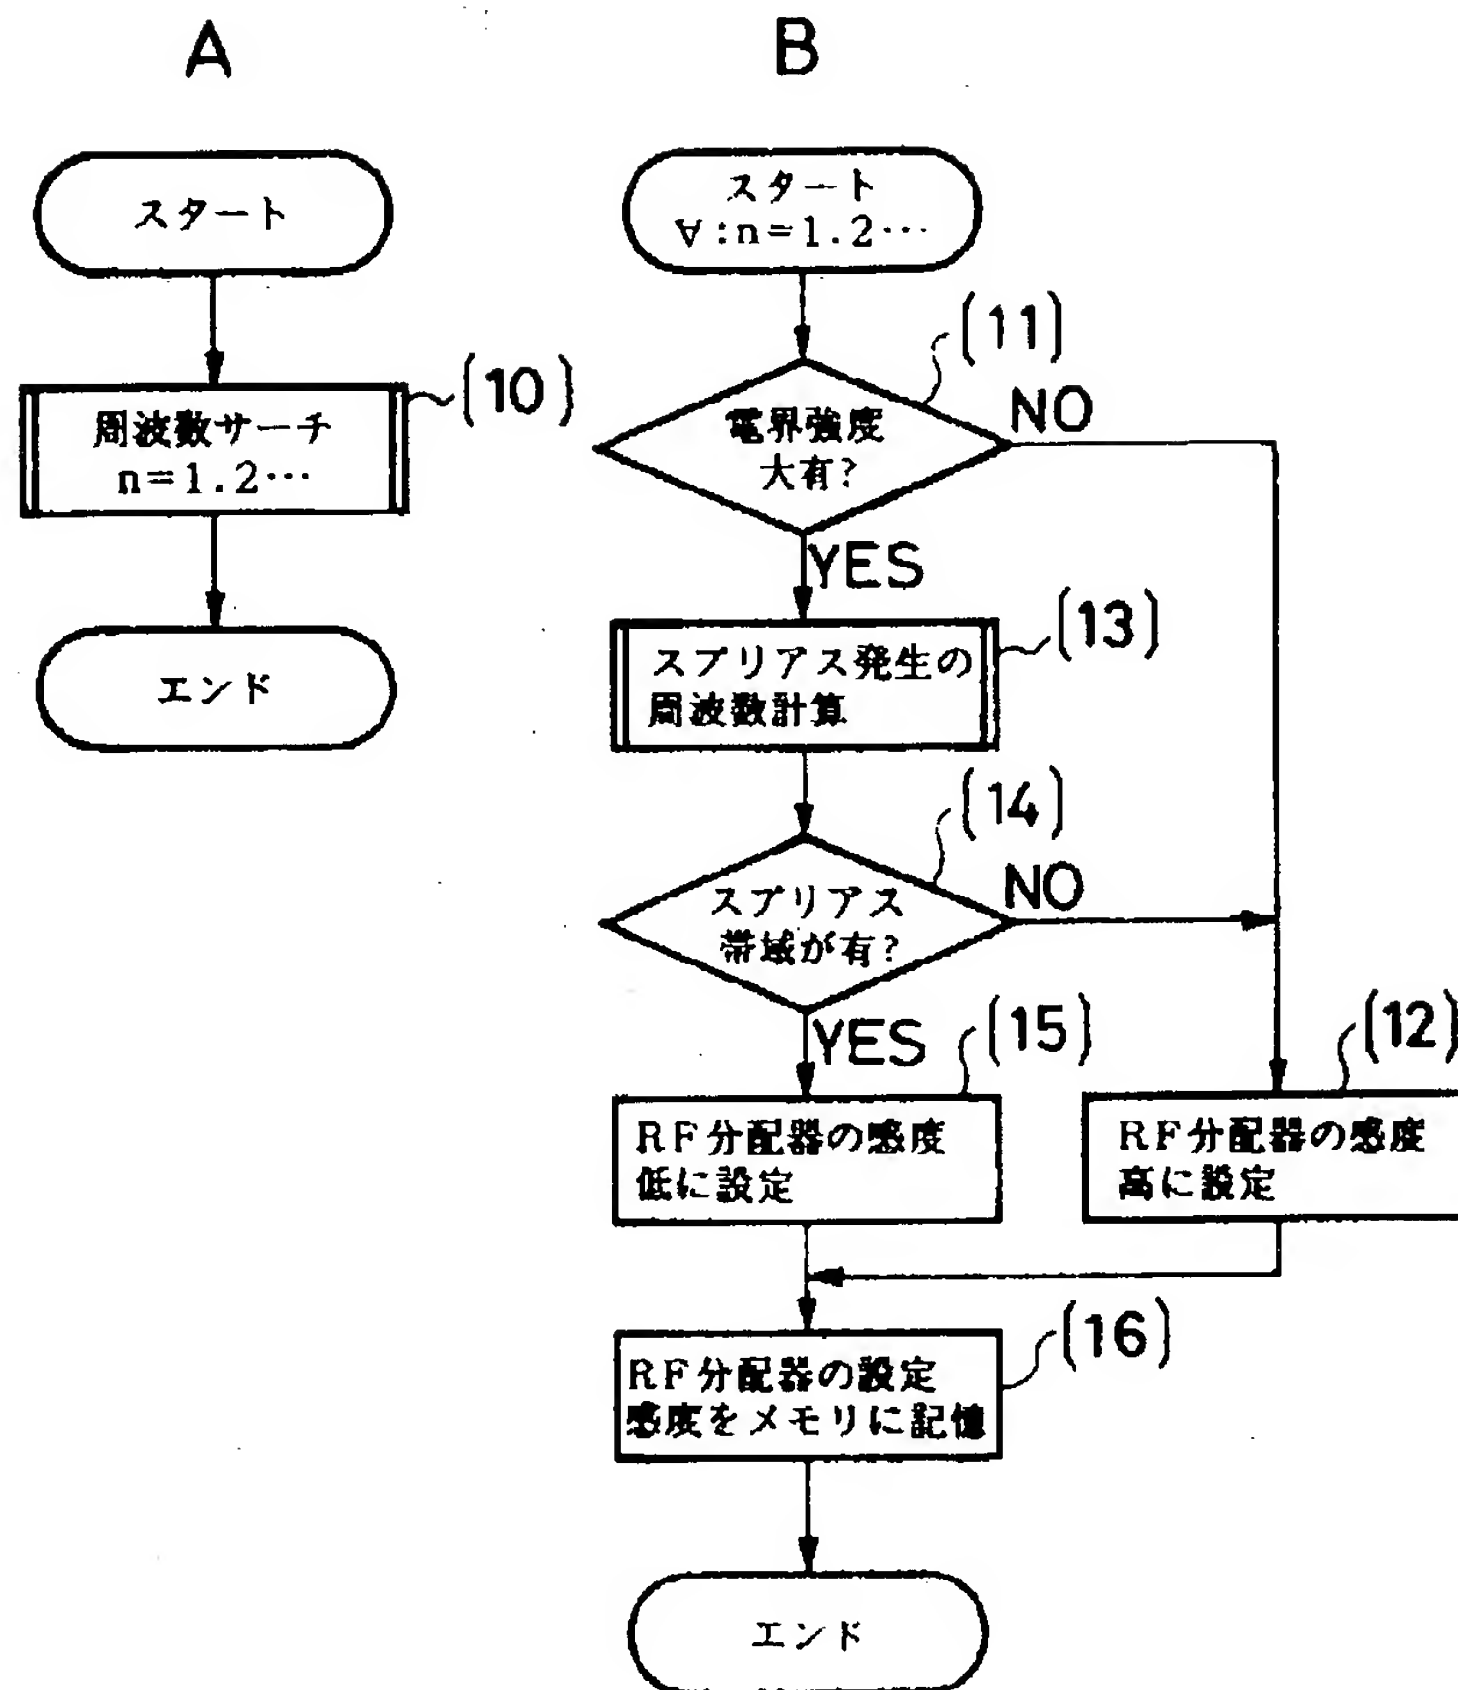 A
スタート
周波数サーチ
n=1.2…
[10]
エンド
B
スタート
∀:n=1.2…
[11]
電界強度
大有?
NO
YES
[13]
スプリアス発生の
周波数計算
[14]
スプリアス
帯域が有?
NO
YES
[15]
RF分配器の感度
低に設定
[12]
RF分配器の感度
高に設定
[16]
RF分配器の設定
感度をメモリに記憶
エンド